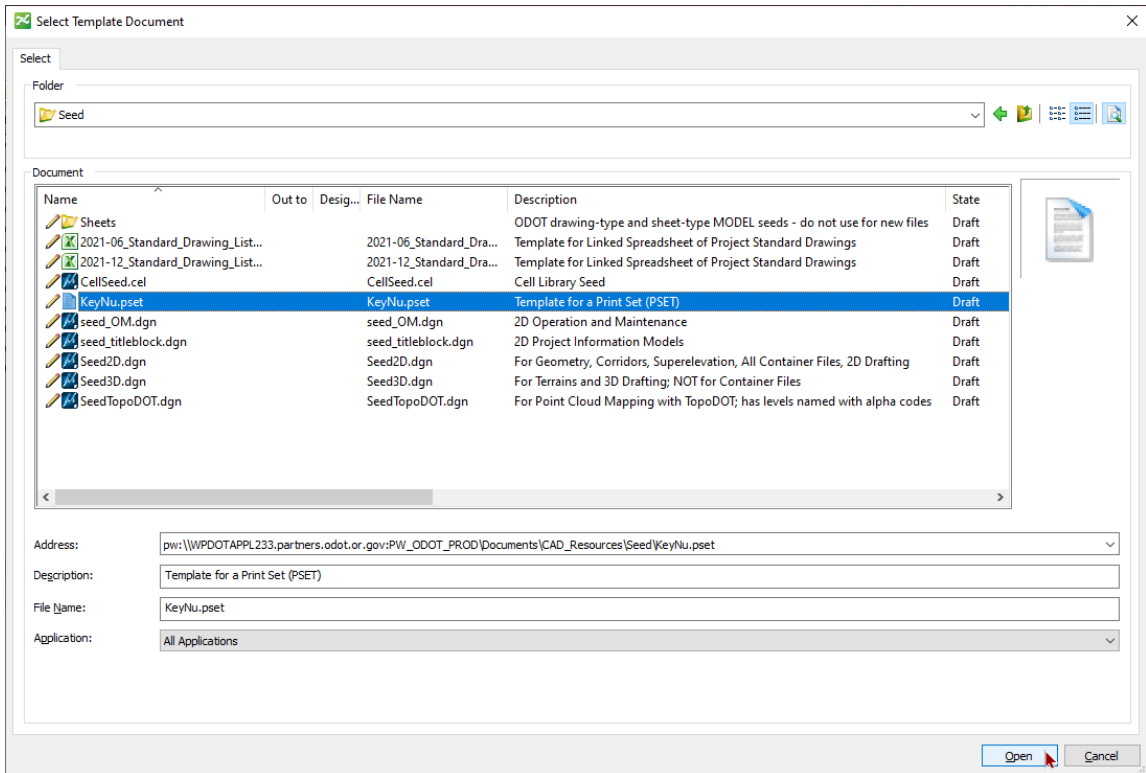 Select Template Document
Select
Folder
Seed
Document
Name Out to Desig... File Name Description State
Sheets ODOT drawing-type and sheet-type MODEL seeds - do not use for new files Draft
2021-06_Standard_Drawing_List... 2021-06_Standard_Dra... Template for Linked Spreadsheet of Project Standard Drawings Draft
2021-12_Standard_Drawing_List... 2021-12_Standard_Dra... Template for Linked Spreadsheet of Project Standard Drawings Draft
CellSeed.cel CellSeed.cel Cell Library Seed Draft
KeyNu.pset KeyNu.pset Template for a Print Set (PSET) Draft
seed_OM.dgn seed_OM.dgn 2D Operation and Maintenance Draft
seed_titleblock.dgn seed_titleblock.dgn 2D Project Information Models Draft
Seed2D.dgn Seed2D.dgn For Geometry, Corridors, Superelevation, All Container Files, 2D Drafting Draft
Seed3D.dgn Seed3D.dgn For Terrains and 3D Drafting; NOT for Container Files Draft
SeedTopoDOT.dgn SeedTopoDOT.dgn For Point Cloud Mapping with TopoDOT; has levels named with alpha codes Draft
Address: pw:\\WPDOTAPPL233.partners.odot.or.gov:PW_ODOT_PROD\Documents\CAD_Resources\Seed\KeyNu.pset
Description: Template for a Print Set (PSET)
File Name: KeyNu.pset
Application: All Applications
Open Cancel